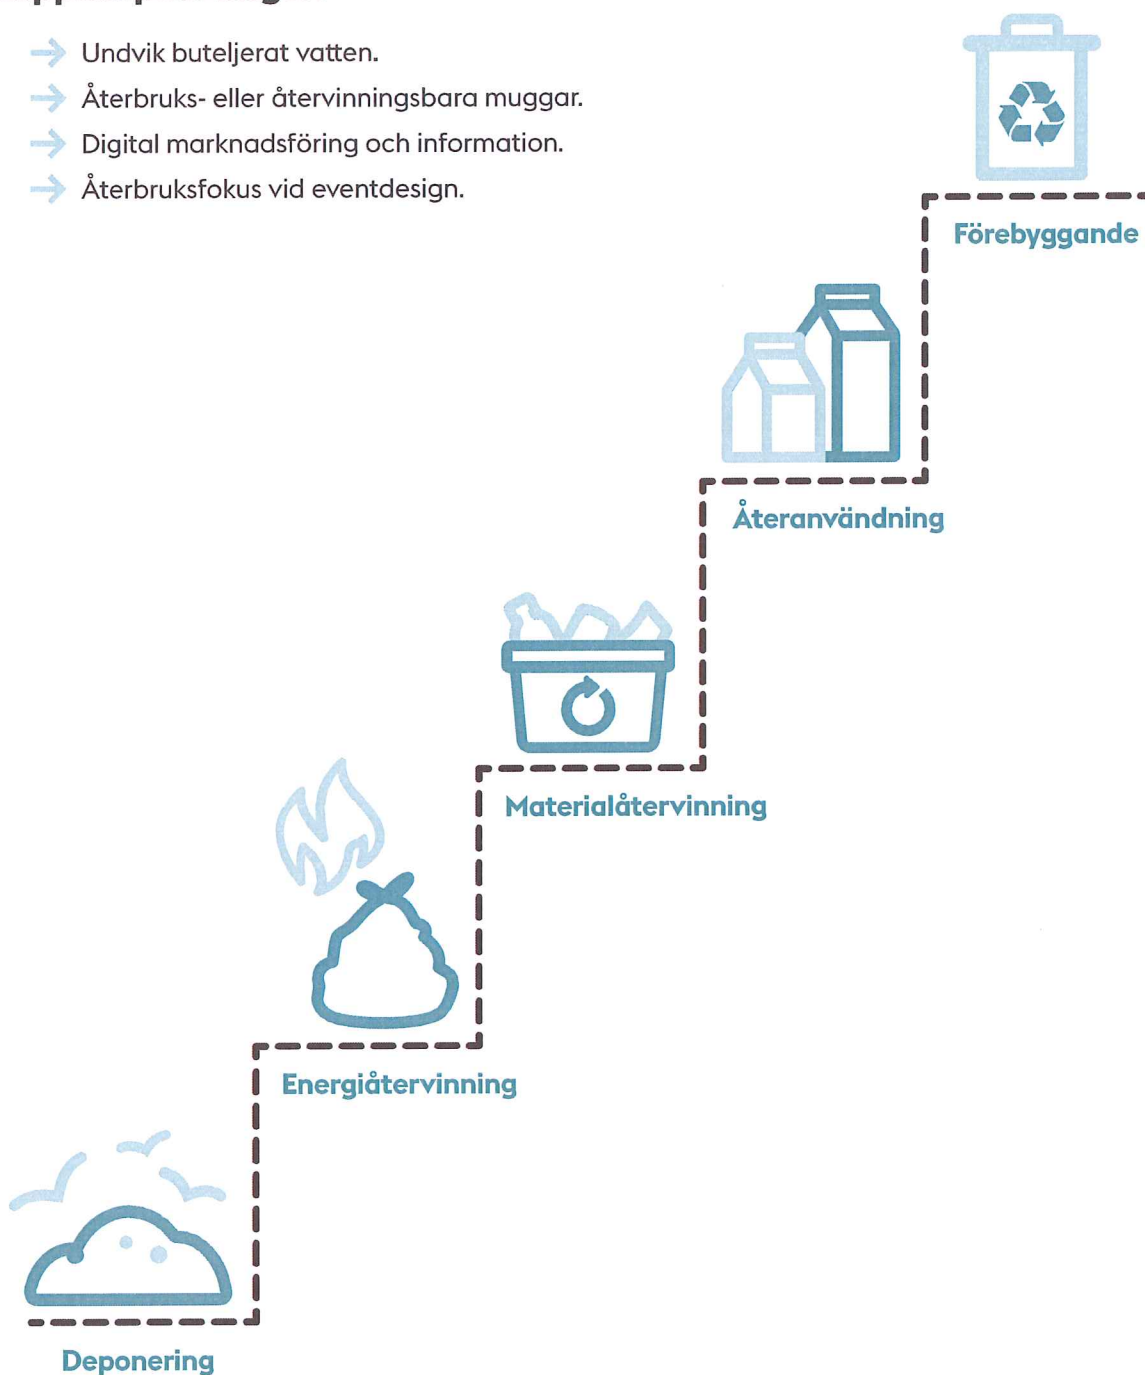 Undvik buteljerat vatten.
Återbruks- eller återvinningsbara muggar.
Digital marknadsföring och information.
Återbruksfokus vid eventdesign.
Förebyggande
Återanvändning
Materialåtervinning
Energiåtervinning
Deponering